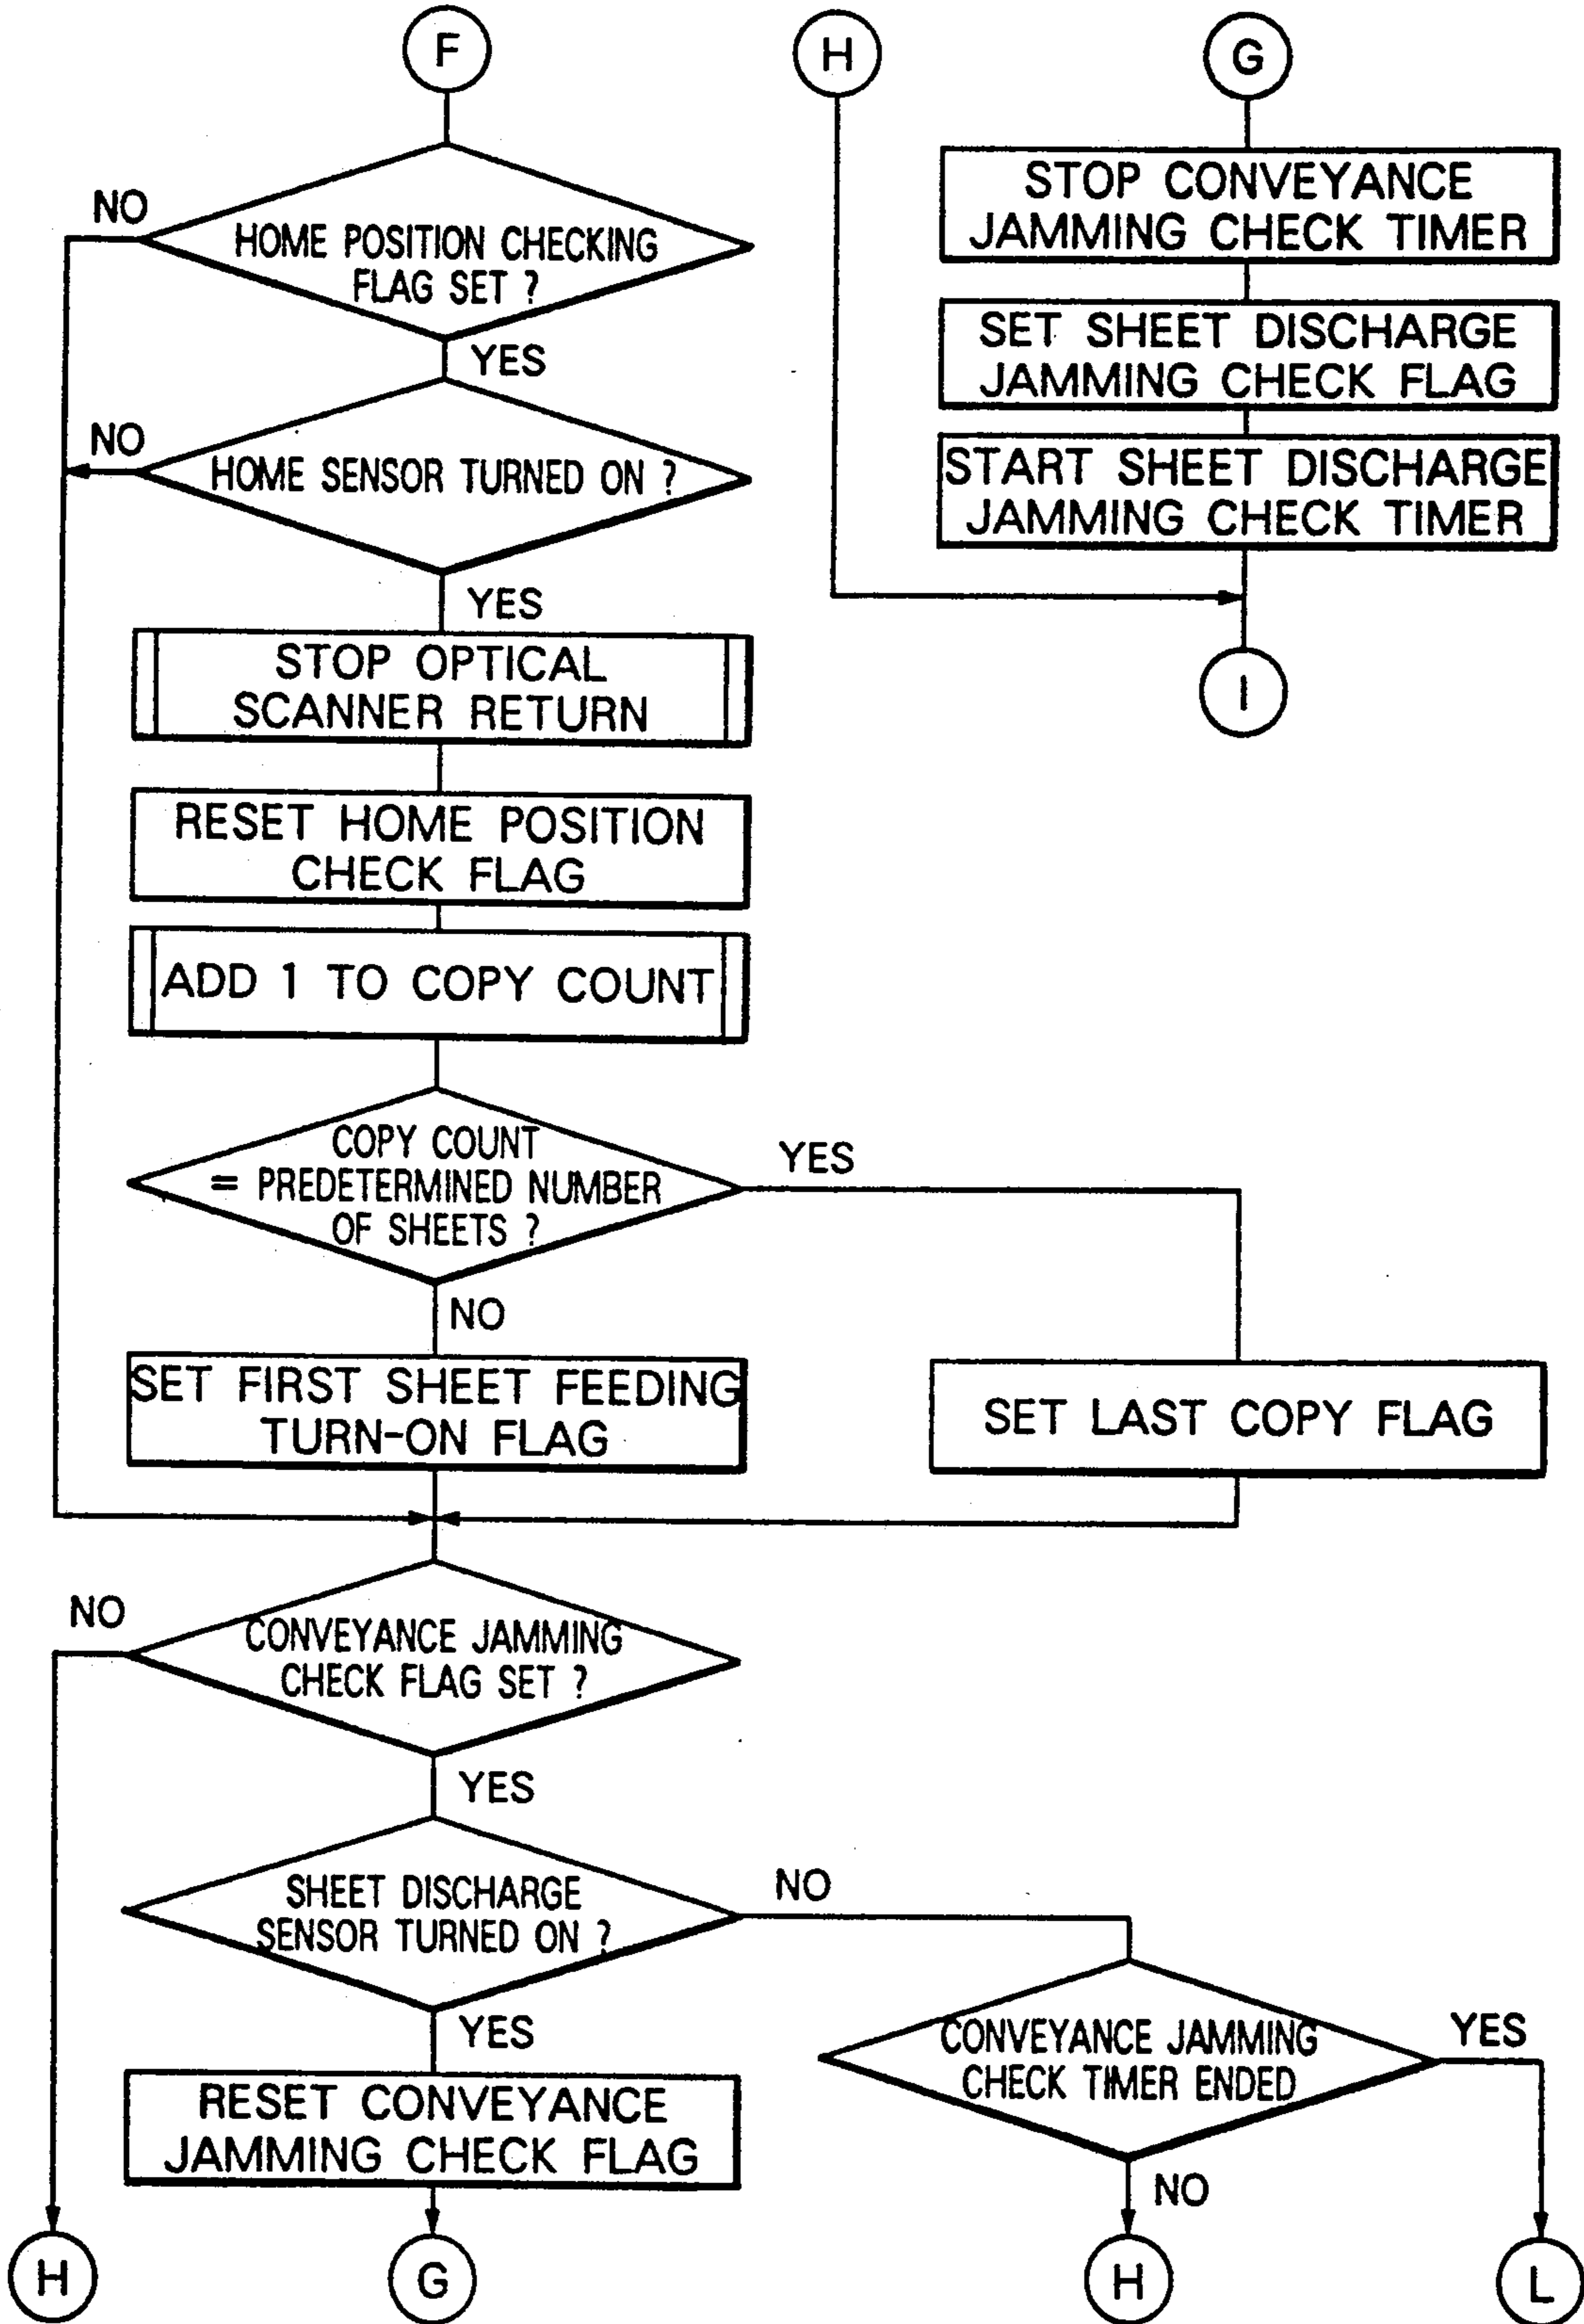 F
H
G
NO
HOME POSITION CHECKING
FLAG SET ?
YES
NO
HOME SENSOR TURNED ON ?
YES
STOP OPTICAL
SCANNER RETURN
RESET HOME POSITION
CHECK FLAG
ADD 1 TO COPY COUNT
COPY COUNT
= PREDETERMINED NUMBER
OF SHEETS ?
YES
NO
SET FIRST SHEET FEEDING
TURN-ON FLAG
SET LAST COPY FLAG
NO
CONVEYANCE JAMMING
CHECK FLAG SET ?
YES
SHEET DISCHARGE
SENSOR TURNED ON ?
NO
YES
RESET CONVEYANCE
JAMMING CHECK FLAG
CONVEYANCE JAMMING
CHECK TIMER ENDED
YES
NO
H
G
H
L
STOP CONVEYANCE
JAMMING CHECK TIMER
SET SHEET DISCHARGE
JAMMING CHECK FLAG
START SHEET DISCHARGE
JAMMING CHECK TIMER
I